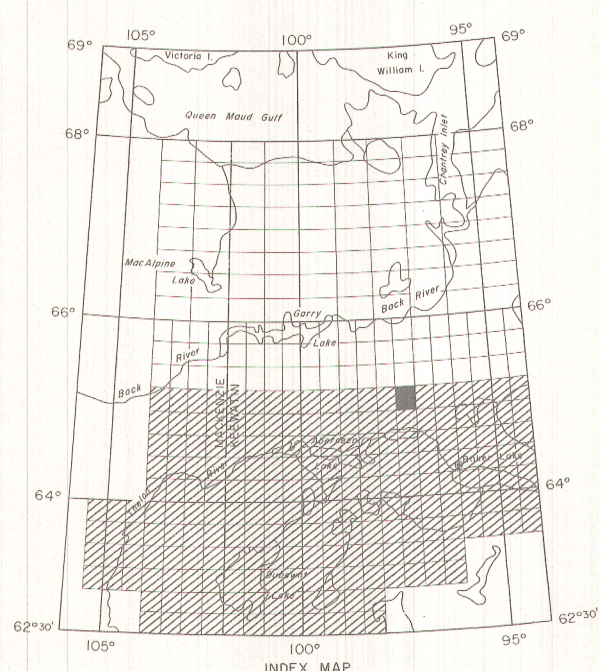 105°
100°
95°
69°
69°
Victoria I.
King
William I.
Queen Maud Gulf
68°
68°
Chantrey Inlet
MacAlpine
Lake
Back River
66°
66°
Garry
Lake
River
Back
MACKENZIE
KEEWATIN
Aberdeen
Lake
Baker Lake
River
Thelon
64°
64°
Dubawnt
Lake
62°30'
62°30'
105°
100°
95°
INDEX MAP